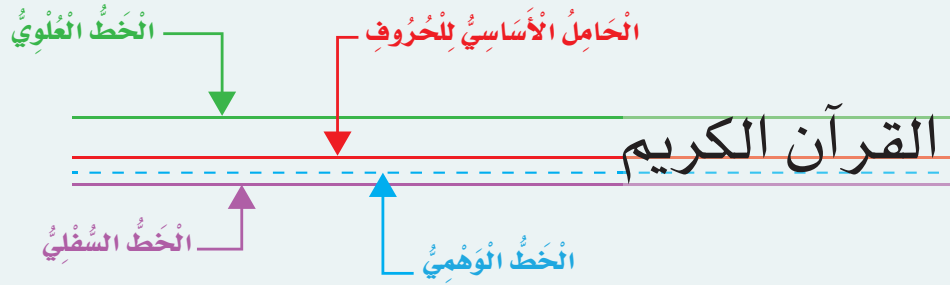 الْحَامِلُ الْأَسَاسِيُّ لِلْحُرُوفِ
الْخَطُّ الْعُلْوِيُّ
القرآن الكريم
الْخَطُّ الْوَهْمِيُّ
الْخَطُّ السُّفْلِيُّ